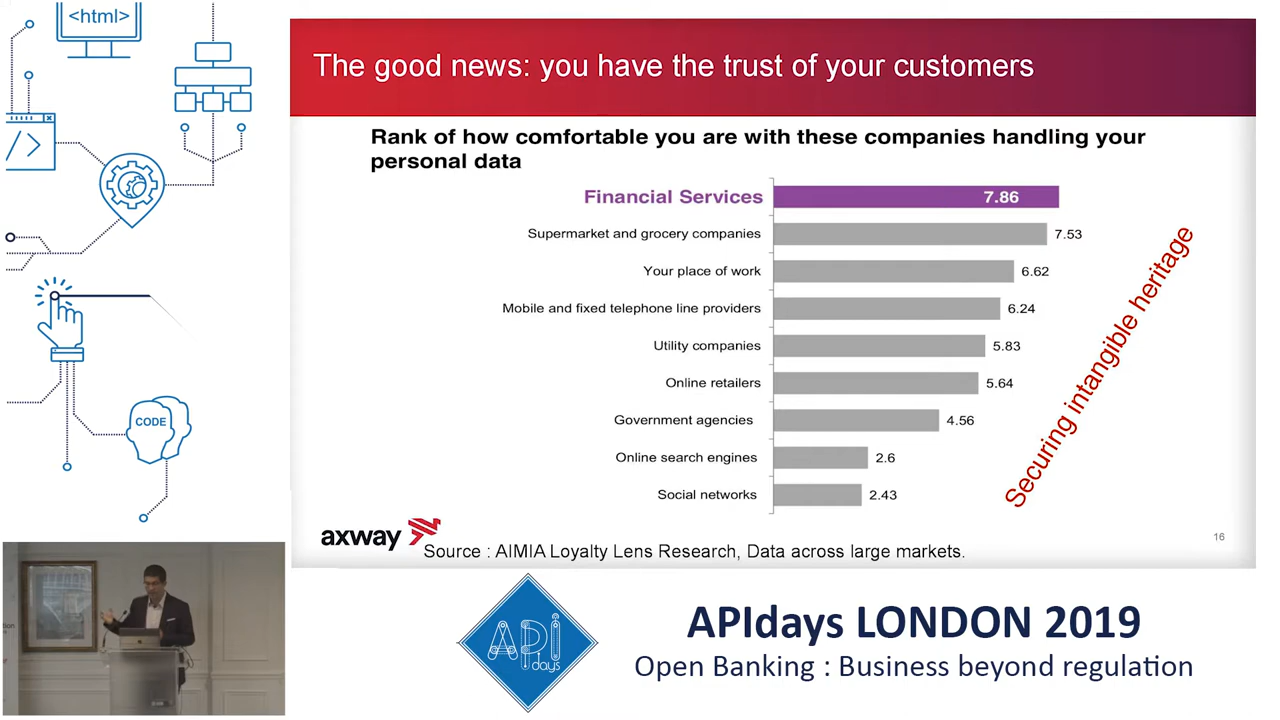 <html>
</>
CODE
The good news: you have the trust of your customers
Rank of how comfortable you are with these companies handling your
personal data
Financial Services 7.86
Supermarket and grocery companies 7.53
Your place of work 6.62
Mobile and fixed telephone line providers 6.24
Utility companies 5.83
Online retailers 5.64
Government agencies 4.56
Online search engines 2.6
Social networks 2.43
Securing intangible heritage
axway
16
Source : AIMIA Loyalty Lens Research, Data across large markets.
API
days
APIdays LONDON 2019
Open Banking : Business beyond regulation